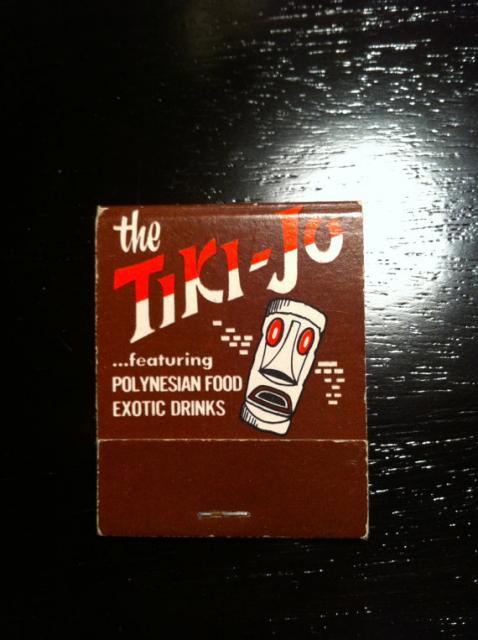 the
TIKI-JO
...featuring
POLYNESIAN FOOD
EXOTIC DRINKS